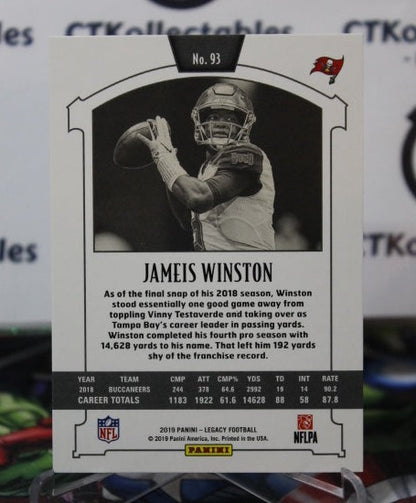 CTKollectables
CTKollectables
No. 93
JAMEIS WINSTON
As of the final snap of his 2018 season, Winston
stood essentially one good game away from
toppling Vinny Testaverde and taking over as
Tampa Bay's career leader in passing yards.
Winston completed his fourth pro season with
14,628 yards to his name. That left him 192 yards
shy of the franchise record.
YEAR TEAM CMP ATT CMP% YDS TD INT RATE
2018 BUCCANEERS 244 378 64.6 2992 19 14 90.2
CAREER TOTALS 1183 1922 61.6 14628 88 58 87.8
NFL
NFLPA
2019 PANINI – LEGACY FOOTBALL
© 2019 Panini America, Inc. Printed in the USA.
PANINI